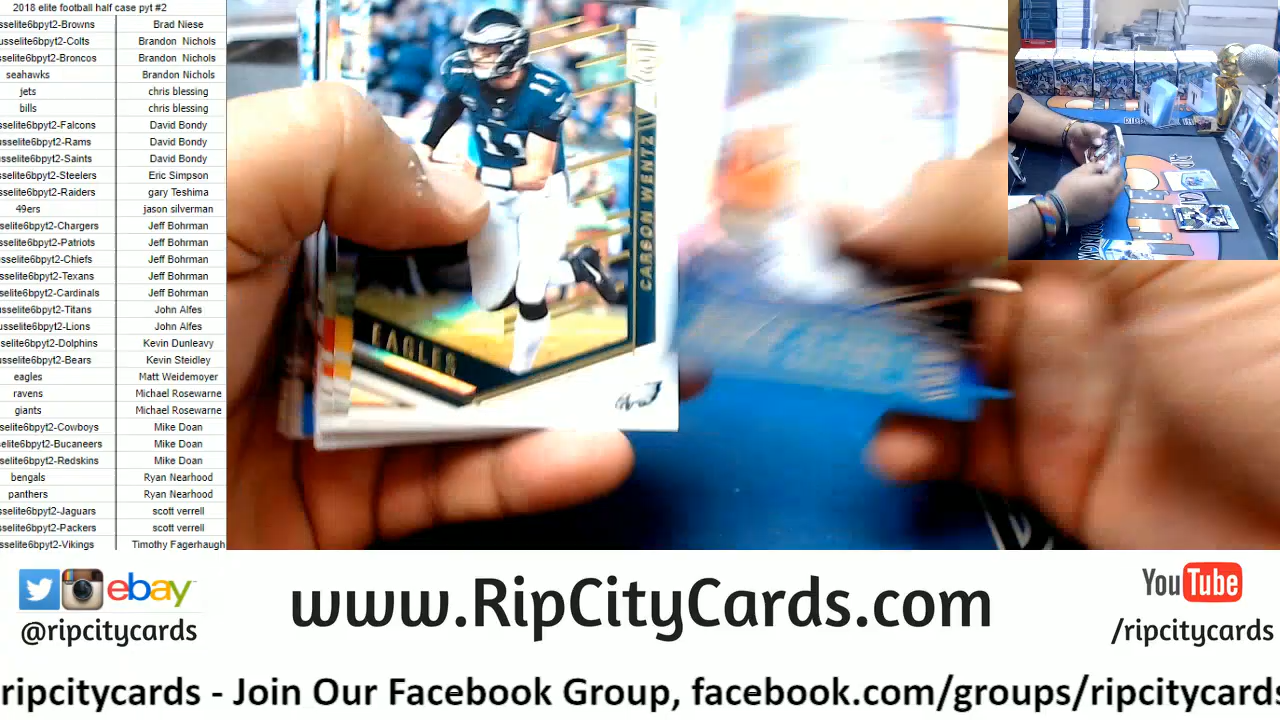 2018 elite football half case pyt #2
sselite6bpyt2-Browns Brad Niese
usselite6bpyt2-Colts Brandon Nichols
sselite6bpyt2-Broncos Brandon Nichols
seahawks Brandon Nichols
jets chris blessing
bills chris blessing
sselite6bpyt2-Falcons David Bondy
usselite6bpyt2-Rams David Bondy
sselite6bpyt2-Saints David Bondy
sselite6bpyt2-Steelers Eric Simpson
sselite6bpyt2-Raiders gary Teshima
49ers jason silverman
sselite6bpyt2-Chargers Jeff Bohrman
sselite6bpyt2-Patriots Jeff Bohrman
sselite6bpyt2-Chiefs Jeff Bohrman
sselite6bpyt2-Texans Jeff Bohrman
selite6bpyt2-Cardinals Jeff Bohrman
sselite6bpyt2-Titans John Alfes
usselite6bpyt2-Lions John Alfes
sselite6bpyt2-Dolphins Kevin Dunleavy
usselite6bpyt2-Bears Kevin Steidley
eagles Matt Weidemoyer
ravens Michael Rosewarne
giants Michael Rosewarne
sselite6bpyt2-Cowboys Mike Doan
selite6bpyt2-Bucaneers Mike Doan
selite6bpyt2-Redskins Mike Doan
bengals Ryan Nearhood
panthers Ryan Nearhood
sselite6bpyt2-Jaguars scott verrell
sselite6bpyt2-Packers scott verrell
sselite6bpyt2-Vikings Timothy Fagerhaugh
11
CARSON WENTZ
EAGLES
ebay
@ripcitycards
www.RipCityCards.com
YouTube
/ripcitycards
ripcitycards - Join Our Facebook Group, facebook.com/groups/ripcitycards